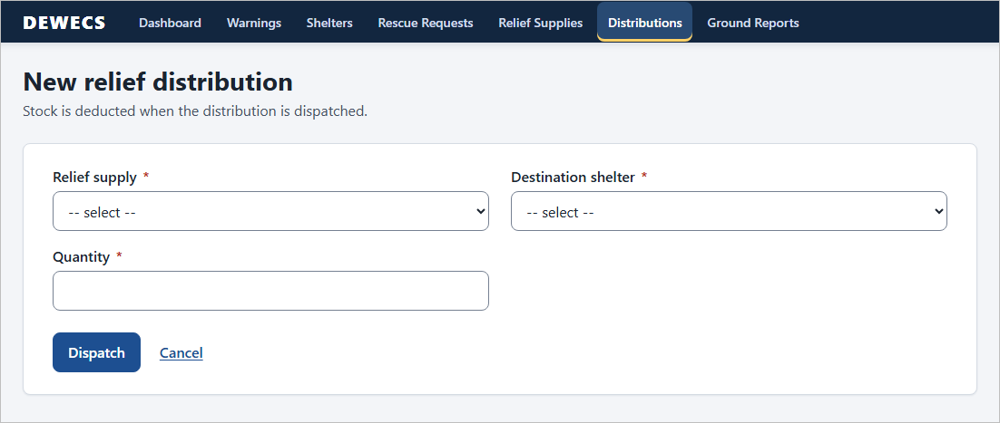 DEWECS Dashboard Warnings Shelters Rescue Requests Relief Supplies Distributions Ground Reports
New relief distribution
Stock is deducted when the distribution is dispatched.
Relief supply * Destination shelter *
-- select -- -- select --
Quantity *
Dispatch Cancel